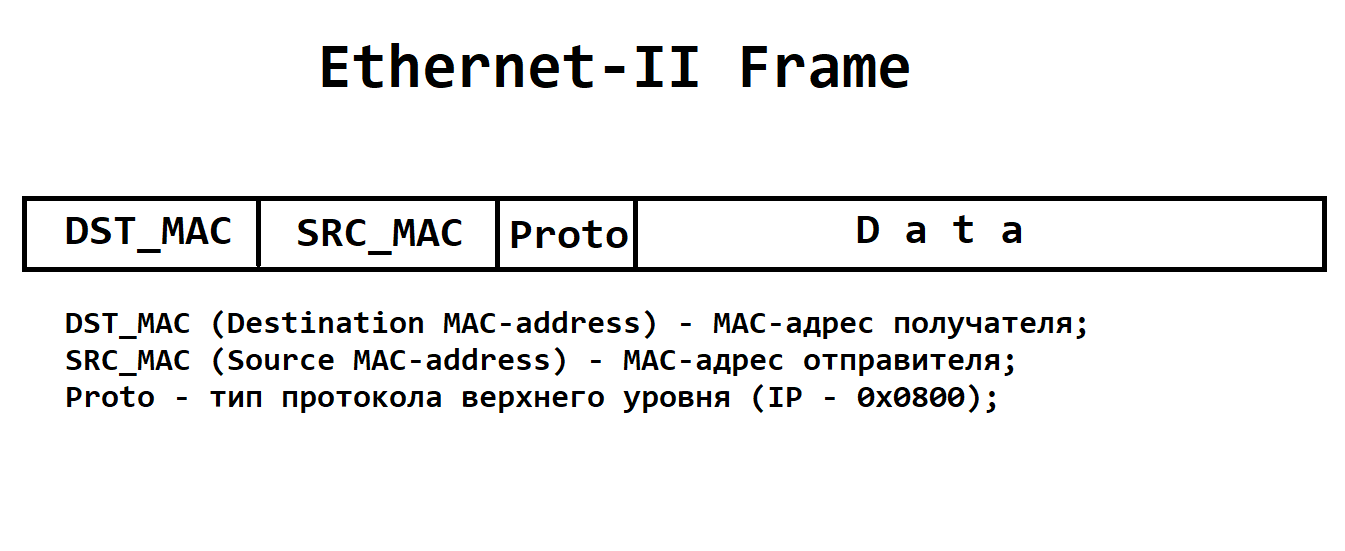 Ethernet-II Frame
DST_MAC SRC_MAC Proto D a t a
DST_MAC (Destination MAC-address) - MAC-адрес получателя;
SRC_MAC (Source MAC-address) - MAC-адрес отправителя;
Proto - тип протокола верхнего уровня (IP - 0x0800);